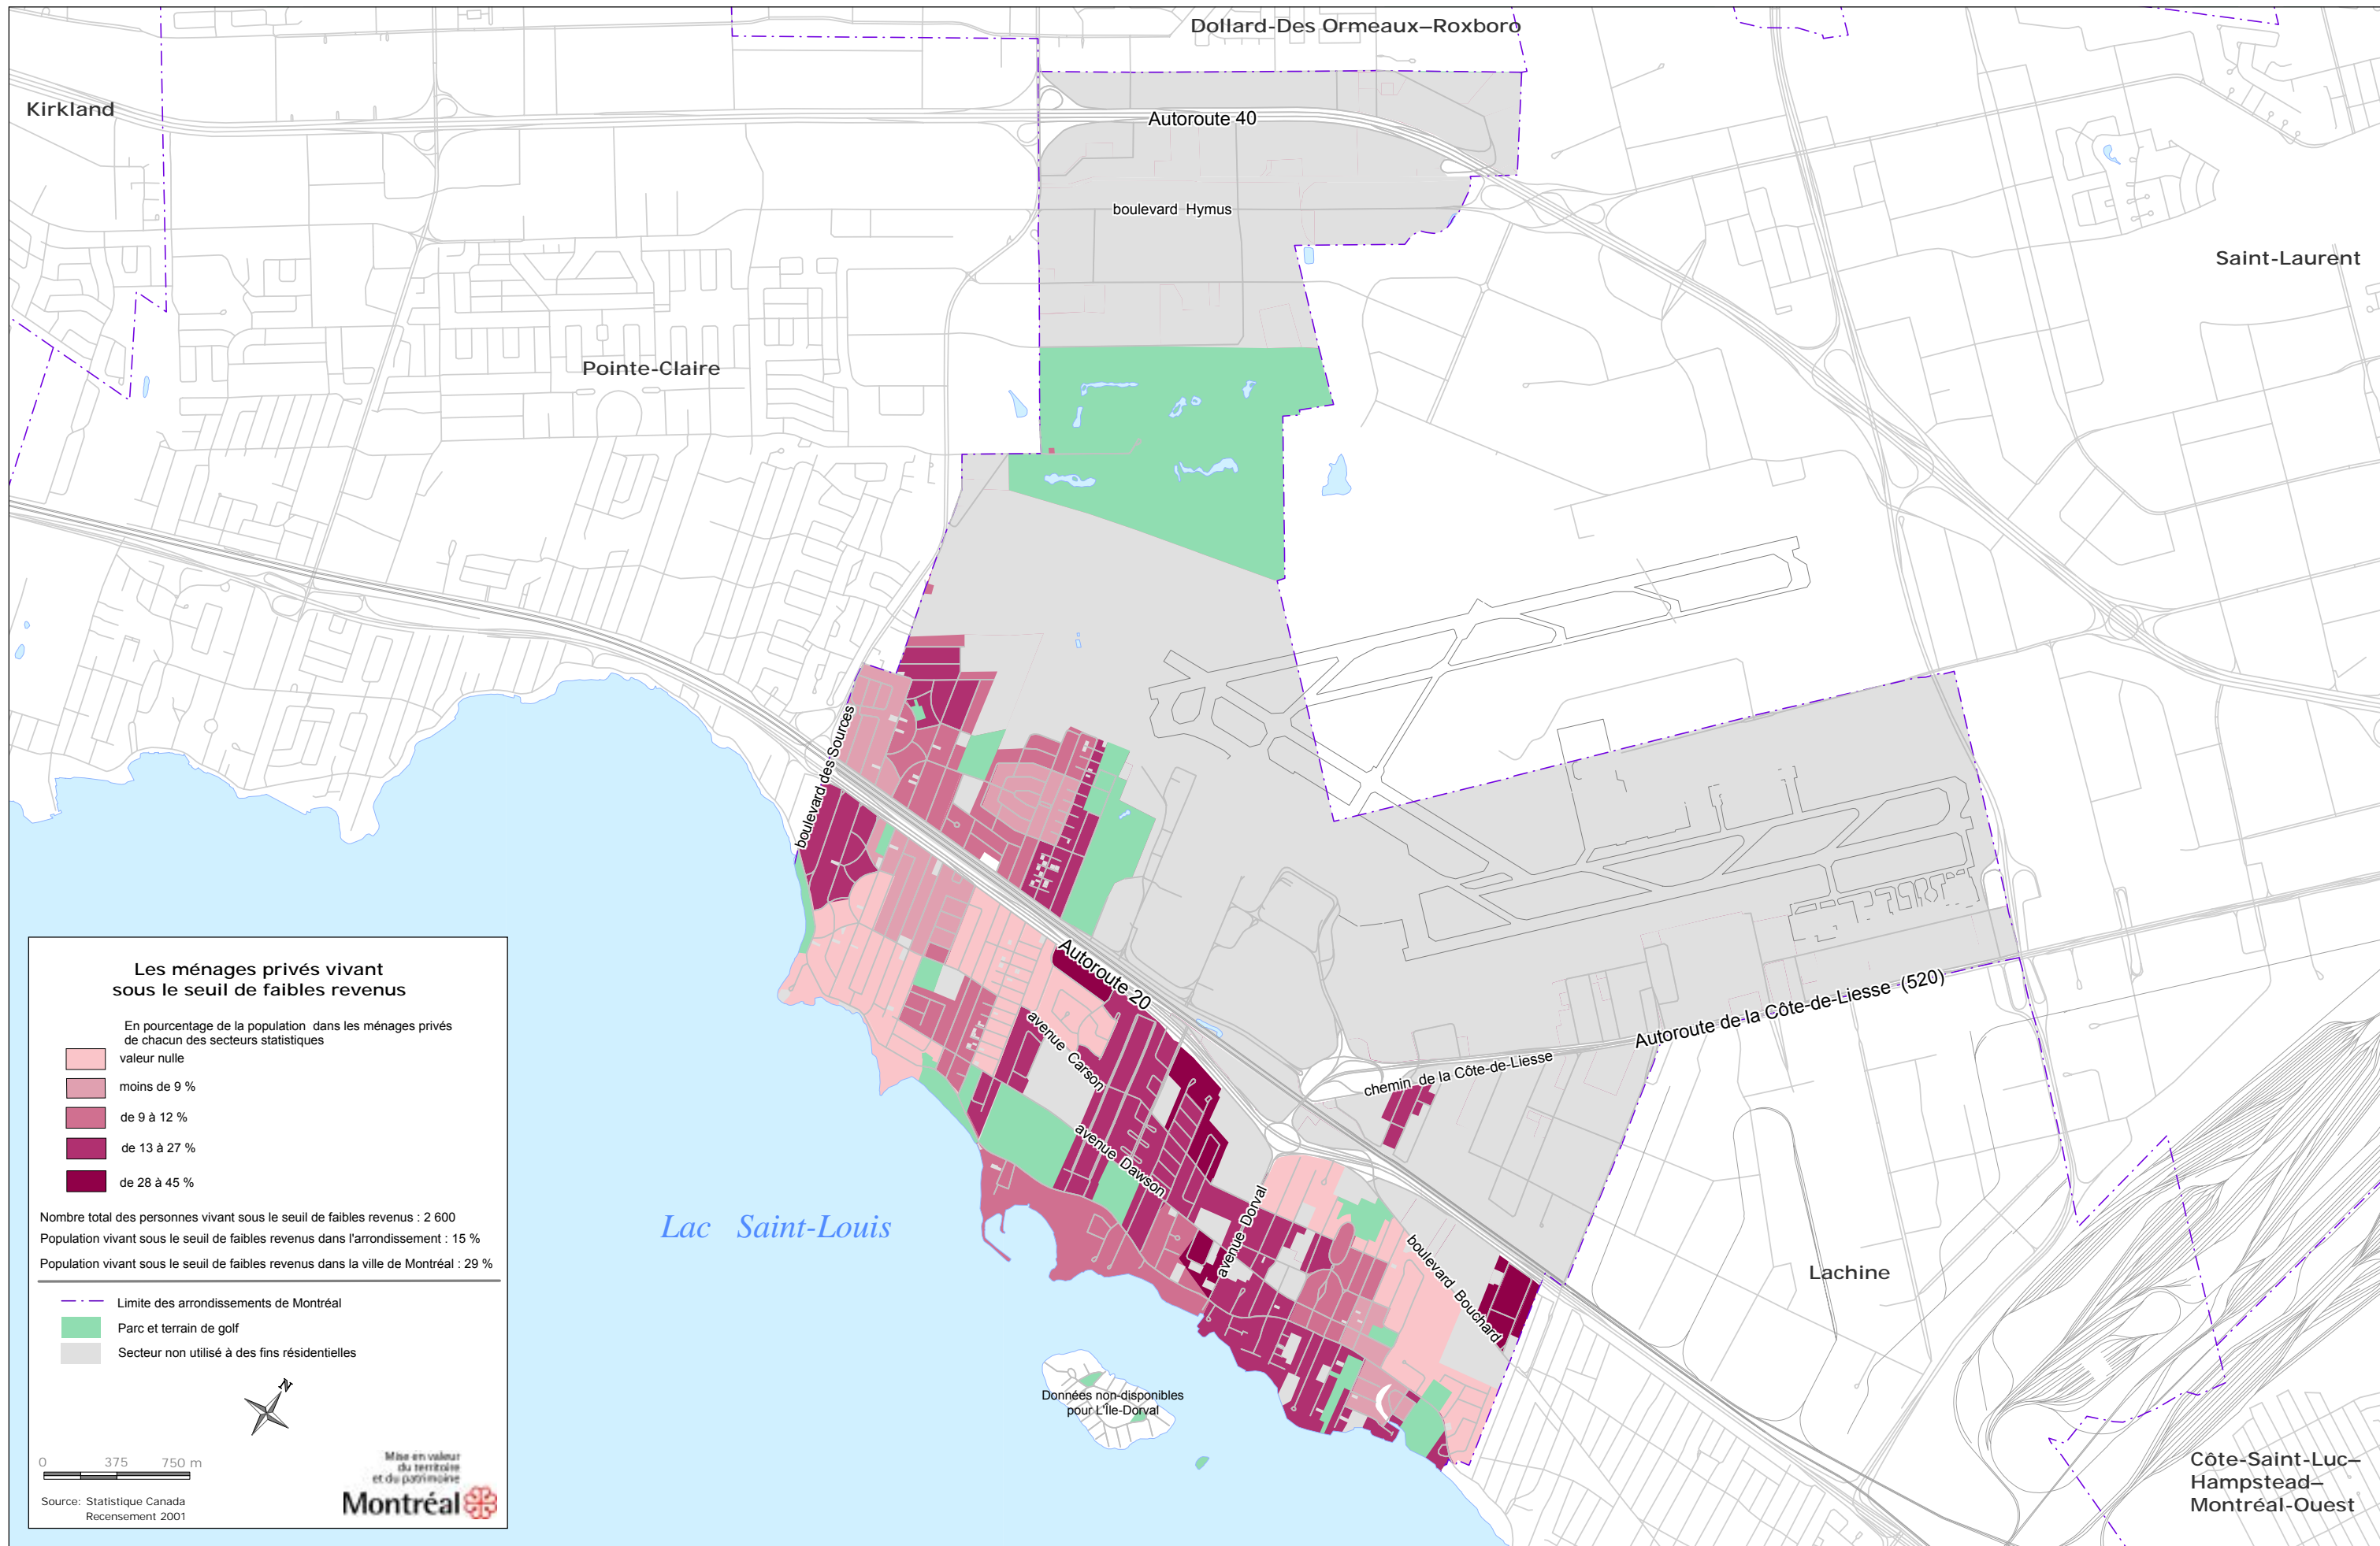 Dollard-Des Ormeaux–Roxboro
Kirkland
Autoroute 40
boulevard Hymus
Saint-Laurent
Pointe-Claire
boulevard des Sources
Autoroute 20
avenue Carson
avenue Dawson
avenue Dorval
boulevard Bouchard
chemin de la Côte-de-Liesse
Autoroute de la Côte-de-Liesse (520)
Lachine
Lac Saint-Louis
Données non-disponibles
pour L'Île-Dorval
Côte-Saint-Luc–
Hampstead–
Montréal-Ouest
Les ménages privés vivant
sous le seuil de faibles revenus
En pourcentage de la population dans les ménages privés
de chacun des secteurs statistiques
valeur nulle
moins de 9 %
de 9 à 12 %
de 13 à 27 %
de 28 à 45 %
Nombre total des personnes vivant sous le seuil de faibles revenus : 2 600
Population vivant sous le seuil de faibles revenus dans l'arrondissement : 15 %
Population vivant sous le seuil de faibles revenus dans la ville de Montréal : 29 %
Limite des arrondissements de Montréal
Parc et terrain de golf
Secteur non utilisé à des fins résidentielles
N
0 375 750 m
Source: Statistique Canada
Recensement 2001
Mise en valeur
du territoire
et du patrimoine
Montréal